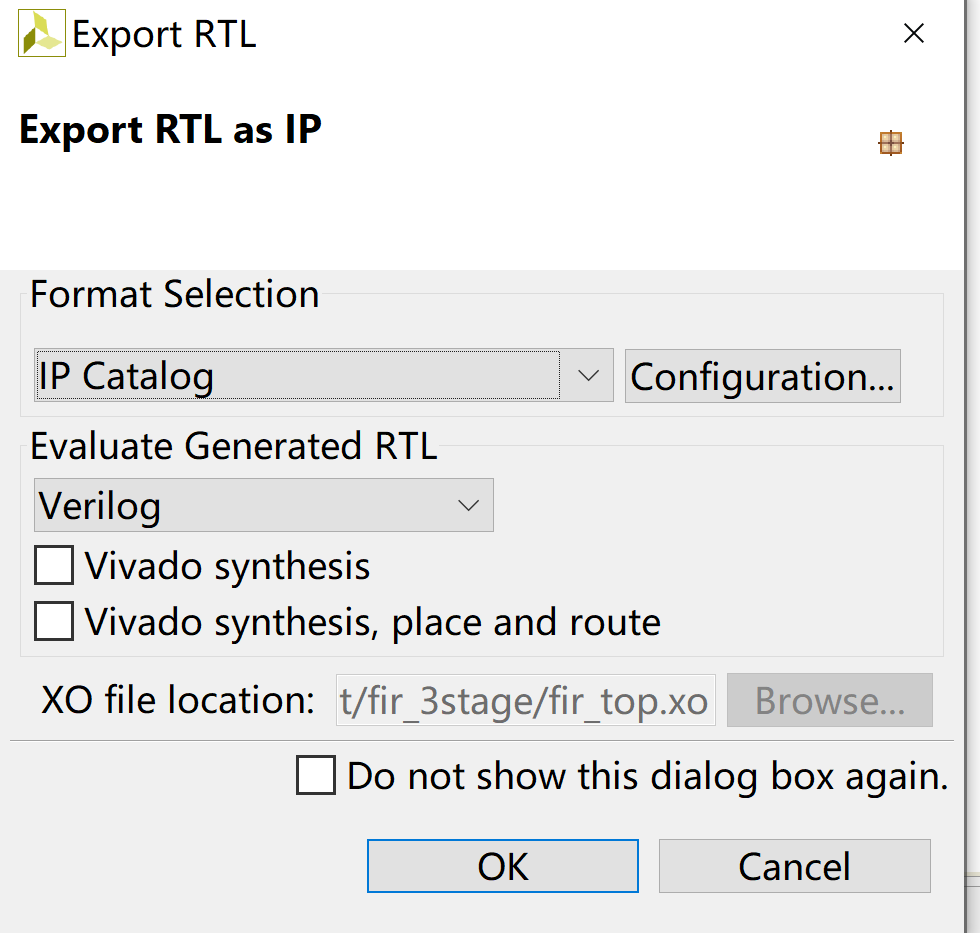 Export RTL
Export RTL as IP
Format Selection
IP Catalog
Configuration...
Evaluate Generated RTL
Verilog
Vivado synthesis
Vivado synthesis, place and route
XO file location: t/fir_3stage/fir_top.xo Browse...
Do not show this dialog box again.
OK Cancel